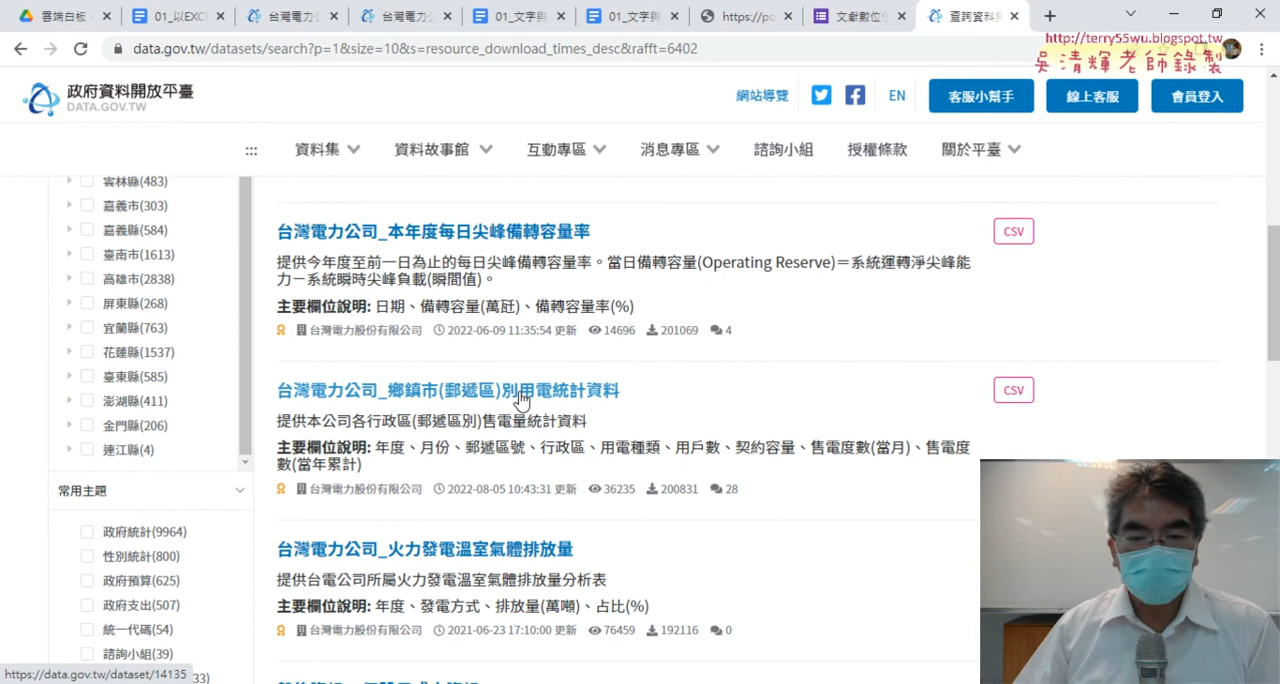 雲端白板
01_以EXC
台灣電力公
台灣電力公
01_文字與
01_文字與
https://po
文獻數位
查詢資料集
data.gov.tw/datasets/search?p=1&size=10&s=resource_download_times_desc&rafft=6402
http://terry55wu.blogspot.tw
吳清輝老師錄製
政府資料開放平臺
DATA.GOV.TW
網站導覽
EN
客服小幫手
線上客服
會員登入
:::
資料集
資料故事館
互動專區
消息專區
諮詢小組
授權條款
關於平臺
雲林縣(483)
嘉義市(303)
嘉義縣(584)
臺南市(1613)
高雄市(2838)
屏東縣(268)
宜蘭縣(763)
花蓮縣(1537)
臺東縣(585)
澎湖縣(411)
金門縣(206)
連江縣(4)
常用主題
政府統計(9964)
性別統計(800)
政府預算(625)
政府支出(507)
統一代碼(54)
諮詢小組(39)
33)
台灣電力公司_本年度每日尖峰備轉容量率
CSV
提供今年度至前一日為止的每日尖峰備轉容量率。當日備轉容量(Operating Reserve)＝系統運轉淨尖峰能
力－系統瞬時尖峰負載(瞬間值)。
主要欄位說明: 日期、備轉容量(萬瓩)、備轉容量率(%)
台灣電力股份有限公司 2022-06-09 11:35:54 更新 14696 201069 4
台灣電力公司_鄉鎮市(郵遞區)別用電統計資料
CSV
提供本公司各行政區(郵遞區別)售電量統計資料
主要欄位說明: 年度、月份、郵遞區號、行政區、用電種類、用戶數、契約容量、售電度數(當月)、售電度
數(當年累計)
台灣電力股份有限公司 2022-08-05 10:43:31 更新 36235 200831 28
台灣電力公司_火力發電溫室氣體排放量
提供台電公司所屬火力發電溫室氣體排放量分析表
主要欄位說明: 年度、發電方式、排放量(萬噸)、占比(%)
台灣電力股份有限公司 2021-06-23 17:10:00 更新 76459 192116 0
https://data.gov.tw/dataset/14135